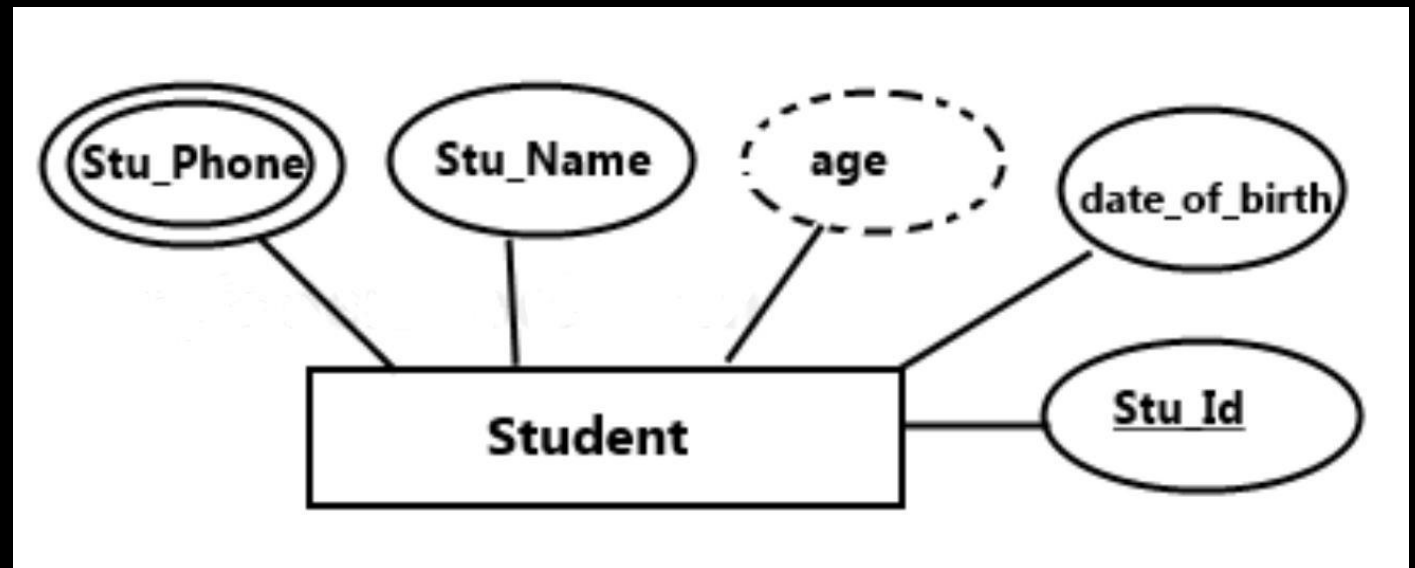 Stu_Phone
Stu_Name
age
date_of_birth
Stu_Id
Student